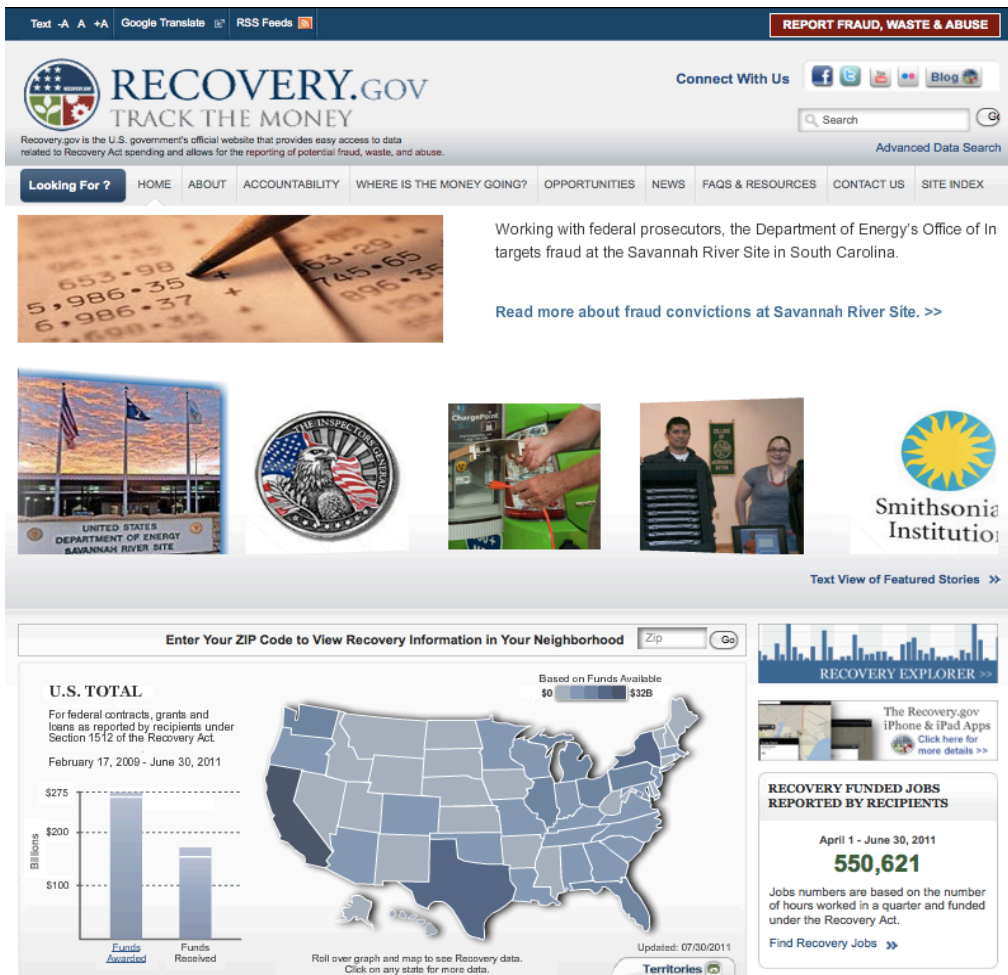 Text -A A +A Google Translate RSS Feeds
REPORT FRAUD, WASTE & ABUSE
RECOVERY.GOV
TRACK THE MONEY
Recovery.gov is the U.S. government's official website that provides easy access to data
related to Recovery Act spending and allows for the reporting of potential fraud, waste, and abuse.
Connect With Us
Blog
Search
Advanced Data Search
Looking For ? HOME ABOUT ACCOUNTABILITY WHERE IS THE MONEY GOING? OPPORTUNITIES NEWS FAQS & RESOURCES CONTACT US SITE INDEX
653.98
5,986.35 +
6,986.37
745.65
896.35
Working with federal prosecutors, the Department of Energy's Office of In
targets fraud at the Savannah River Site in South Carolina.
Read more about fraud convictions at Savannah River Site. >>
UNITED STATES
DEPARTMENT OF ENERGY
SAVANNAH RIVER SITE
THE INSPECTORS GENERAL
ChargePoint
Smithsonia
Institutio
Text View of Featured Stories >>
Enter Your ZIP Code to View Recovery Information in Your Neighborhood Zip Go
U.S. TOTAL
For federal contracts, grants and
loans as reported by recipients under
Section 1512 of the Recovery Act.
February 17, 2009 - June 30, 2011
Billions
$275
$200
$100
Funds
Awarded
Funds
Received
Based on Funds Available
$0 $32B
Roll over graph and map to see Recovery data.
Click on any state for more data.
Updated: 07/30/2011
Territories
RECOVERY EXPLORER >>
The Recovery.gov
iPhone & iPad Apps
Click here for
more details >>
RECOVERY FUNDED JOBS
REPORTED BY RECIPIENTS
April 1 - June 30, 2011
550,621
Jobs numbers are based on the number
of hours worked in a quarter and funded
under the Recovery Act.
Find Recovery Jobs >>